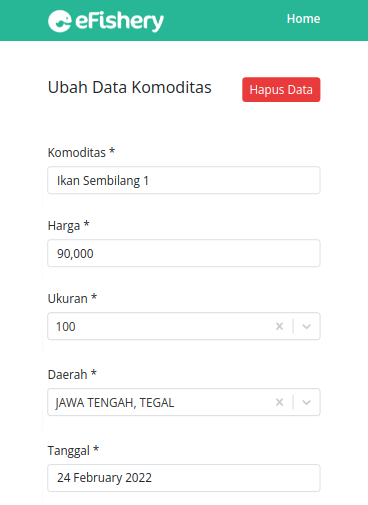 eFishery
Home
Ubah Data Komoditas
Hapus Data
Komoditas *
Ikan Sembilang 1
Harga *
90,000
Ukuran *
100
Daerah *
JAWA TENGAH, TEGAL
Tanggal *
24 February 2022